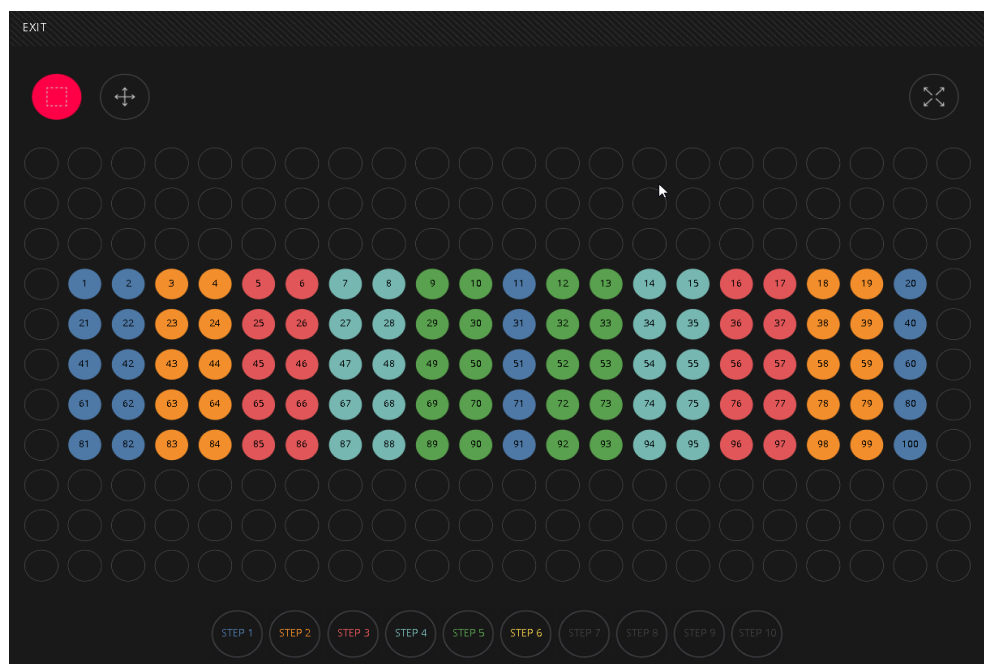 EXIT
1 2 3 4 5 6 7 8 9 10 11 12 13 14 15 16 17 18 19 20
21 22 23 24 25 26 27 28 29 30 31 32 33 34 35 36 37 38 39 40
41 42 43 44 45 46 47 48 49 50 51 52 53 54 55 56 57 58 59 60
61 62 63 64 65 66 67 68 69 70 71 72 73 74 75 76 77 78 79 80
81 82 83 84 85 86 87 88 89 90 91 92 93 94 95 96 97 98 99 100
STEP 1 STEP 2 STEP 3 STEP 4 STEP 5 STEP 6 STEP 7 STEP 8 STEP 9 STEP 10